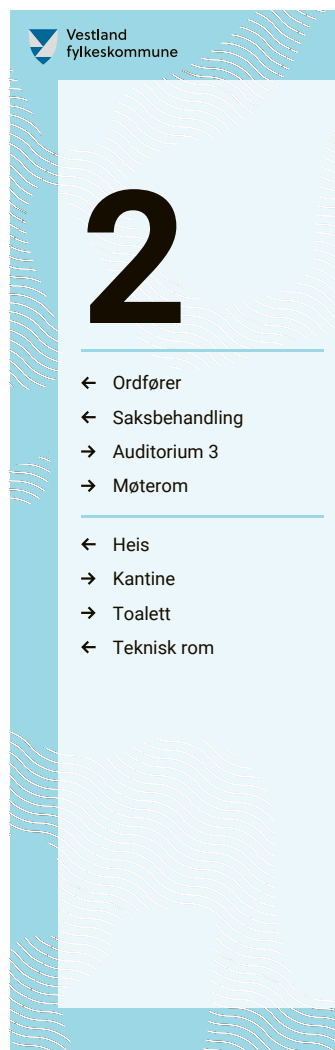 Vestland
fylkeskommune
2
← Ordfører
← Saksbehandling
→ Auditorium 3
→ Møterom
← Heis
→ Kantine
→ Toalett
← Teknisk rom